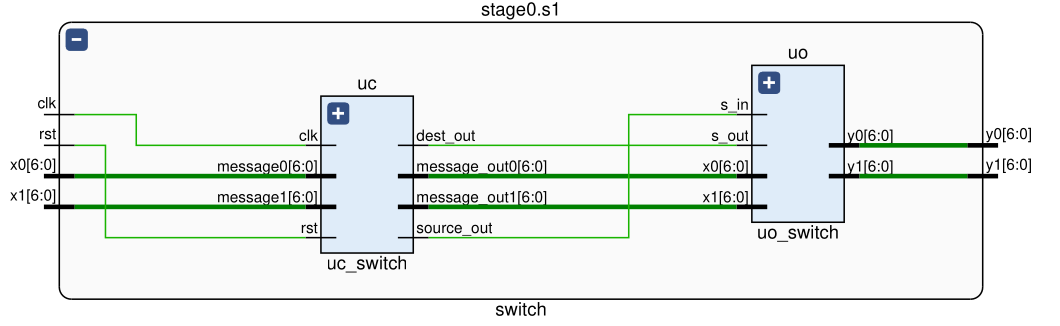 stage0.s1
uo
uc
clk
s_in
rst
clk
dest_out
s_out
y0[6:0]
y0[6:0]
x0[6:0]
message0[6:0]
message_out0[6:0]
x0[6:0]
y1[6:0]
y1[6:0]
x1[6:0]
message1[6:0]
message_out1[6:0]
x1[6:0]
rst
source_out
uo_switch
uc_switch
switch